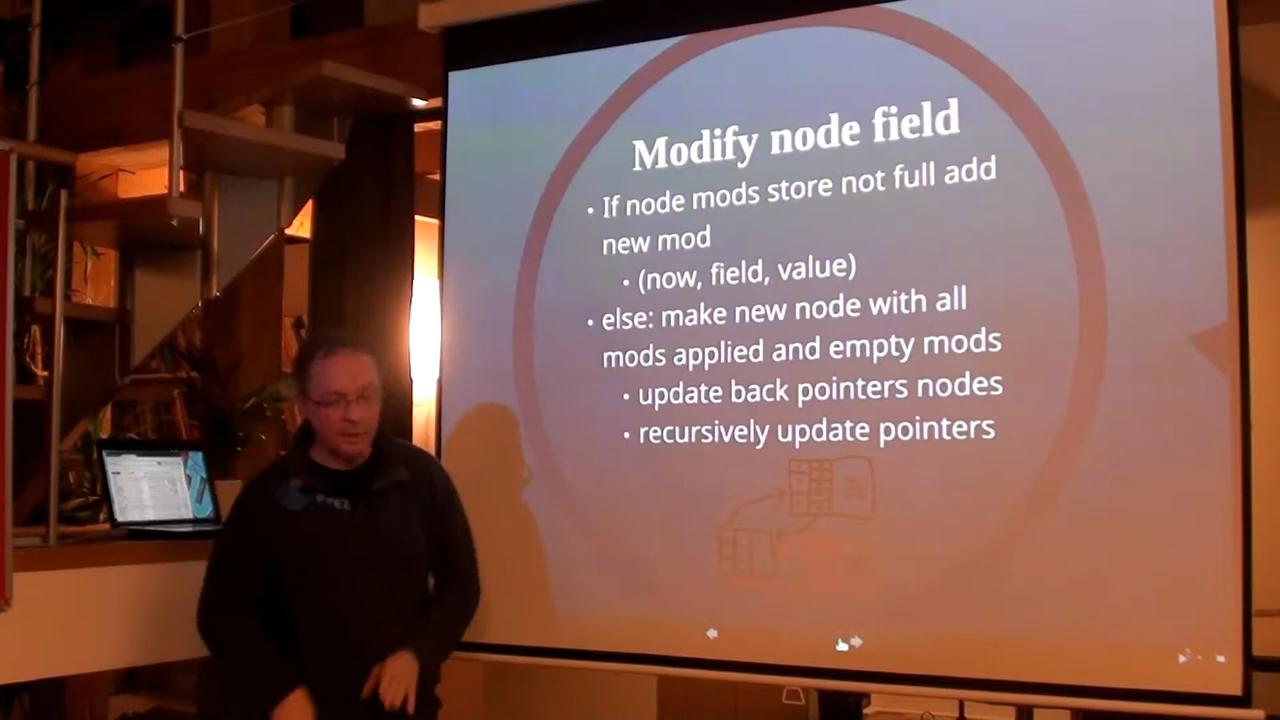 Modify node field
• If node mods store not full add
new mod
• (now, field, value)
• else: make new node with all
mods applied and empty mods
• update back pointers nodes
• recursively update pointers